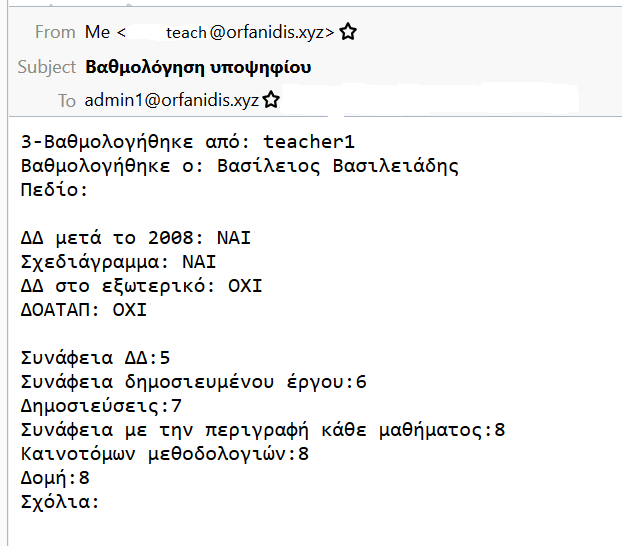 From Me < teach@orfanidis.xyz>
Subject Βαθμολόγηση υποψηφίου
To admin1@orfanidis.xyz
3-Βαθμολογήθηκε από: teacher1
Βαθμολογήθηκε ο: Βασίλειος Βασιλειάδης
Πεδίο:
ΔΔ μετά το 2008: ΝΑΙ
Σχεδιάγραμμα: ΝΑΙ
ΔΔ στο εξωτερικό: ΟΧΙ
ΔΟΑΤΑΠ: ΟΧΙ
Συνάφεια ΔΔ:5
Συνάφεια δημοσιευμένου έργου:6
Δημοσιεύσεις:7
Συνάφεια με την περιγραφή κάθε μαθήματος:8
Καινοτόμων μεθοδολογιών:8
Δομή:8
Σχόλια: